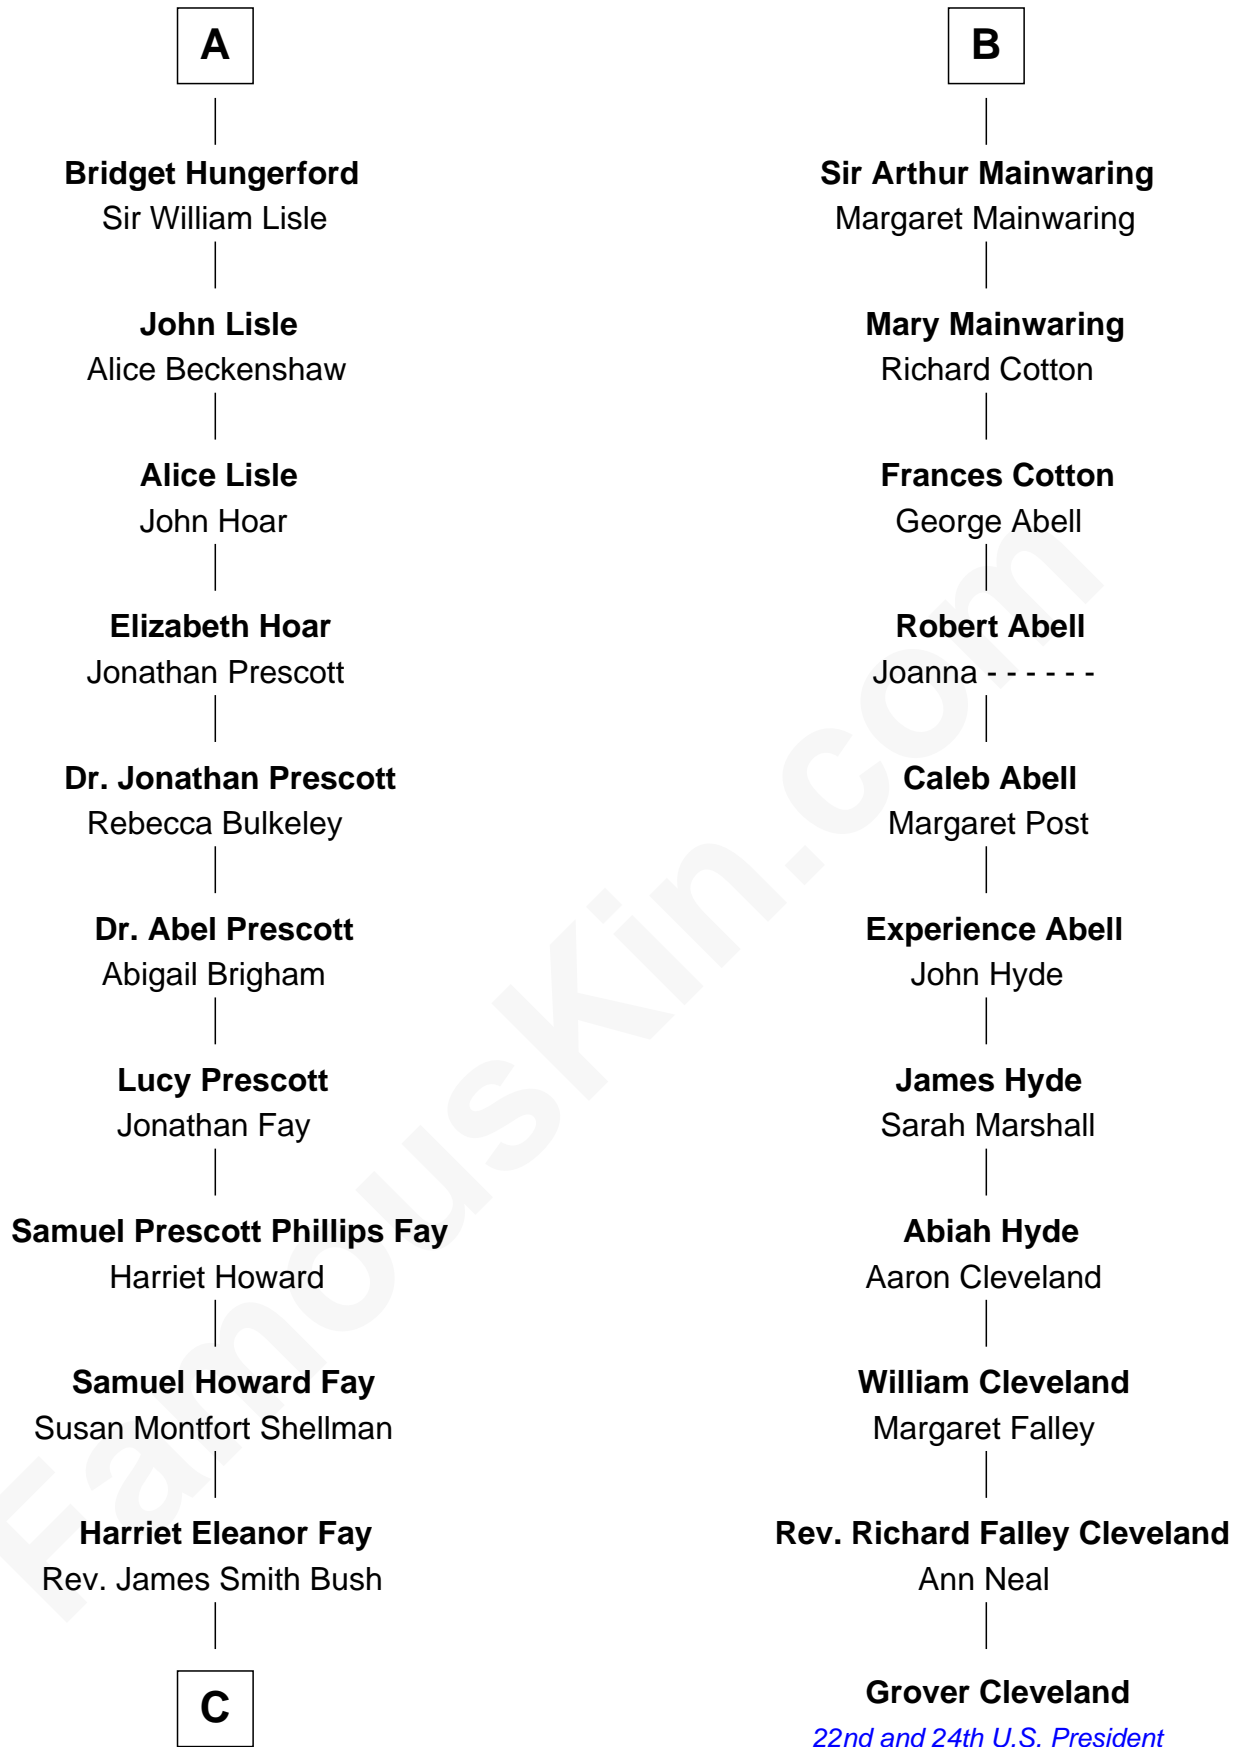 A
Bridget Hungerford
Sir William Lisle
John Lisle
Alice Beckenshaw
Alice Lisle
John Hoar
Elizabeth Hoar
Jonathan Prescott
Dr. Jonathan Prescott
Rebecca Bulkeley
Dr. Abel Prescott
Abigail Brigham
Lucy Prescott
Jonathan Fay
Samuel Prescott Phillips Fay
Harriet Howard
Samuel Howard Fay
Susan Montfort Shellman
Harriet Eleanor Fay
Rev. James Smith Bush
C
B
Sir Arthur Mainwaring
Margaret Mainwaring
Mary Mainwaring
Richard Cotton
Frances Cotton
George Abell
Robert Abell
Joanna - - - - - -
Caleb Abell
Margaret Post
Experience Abell
John Hyde
James Hyde
Sarah Marshall
Abiah Hyde
Aaron Cleveland
William Cleveland
Margaret Falley
Rev. Richard Falley Cleveland
Ann Neal
Grover Cleveland
22nd and 24th U.S. President
FamousKin.com